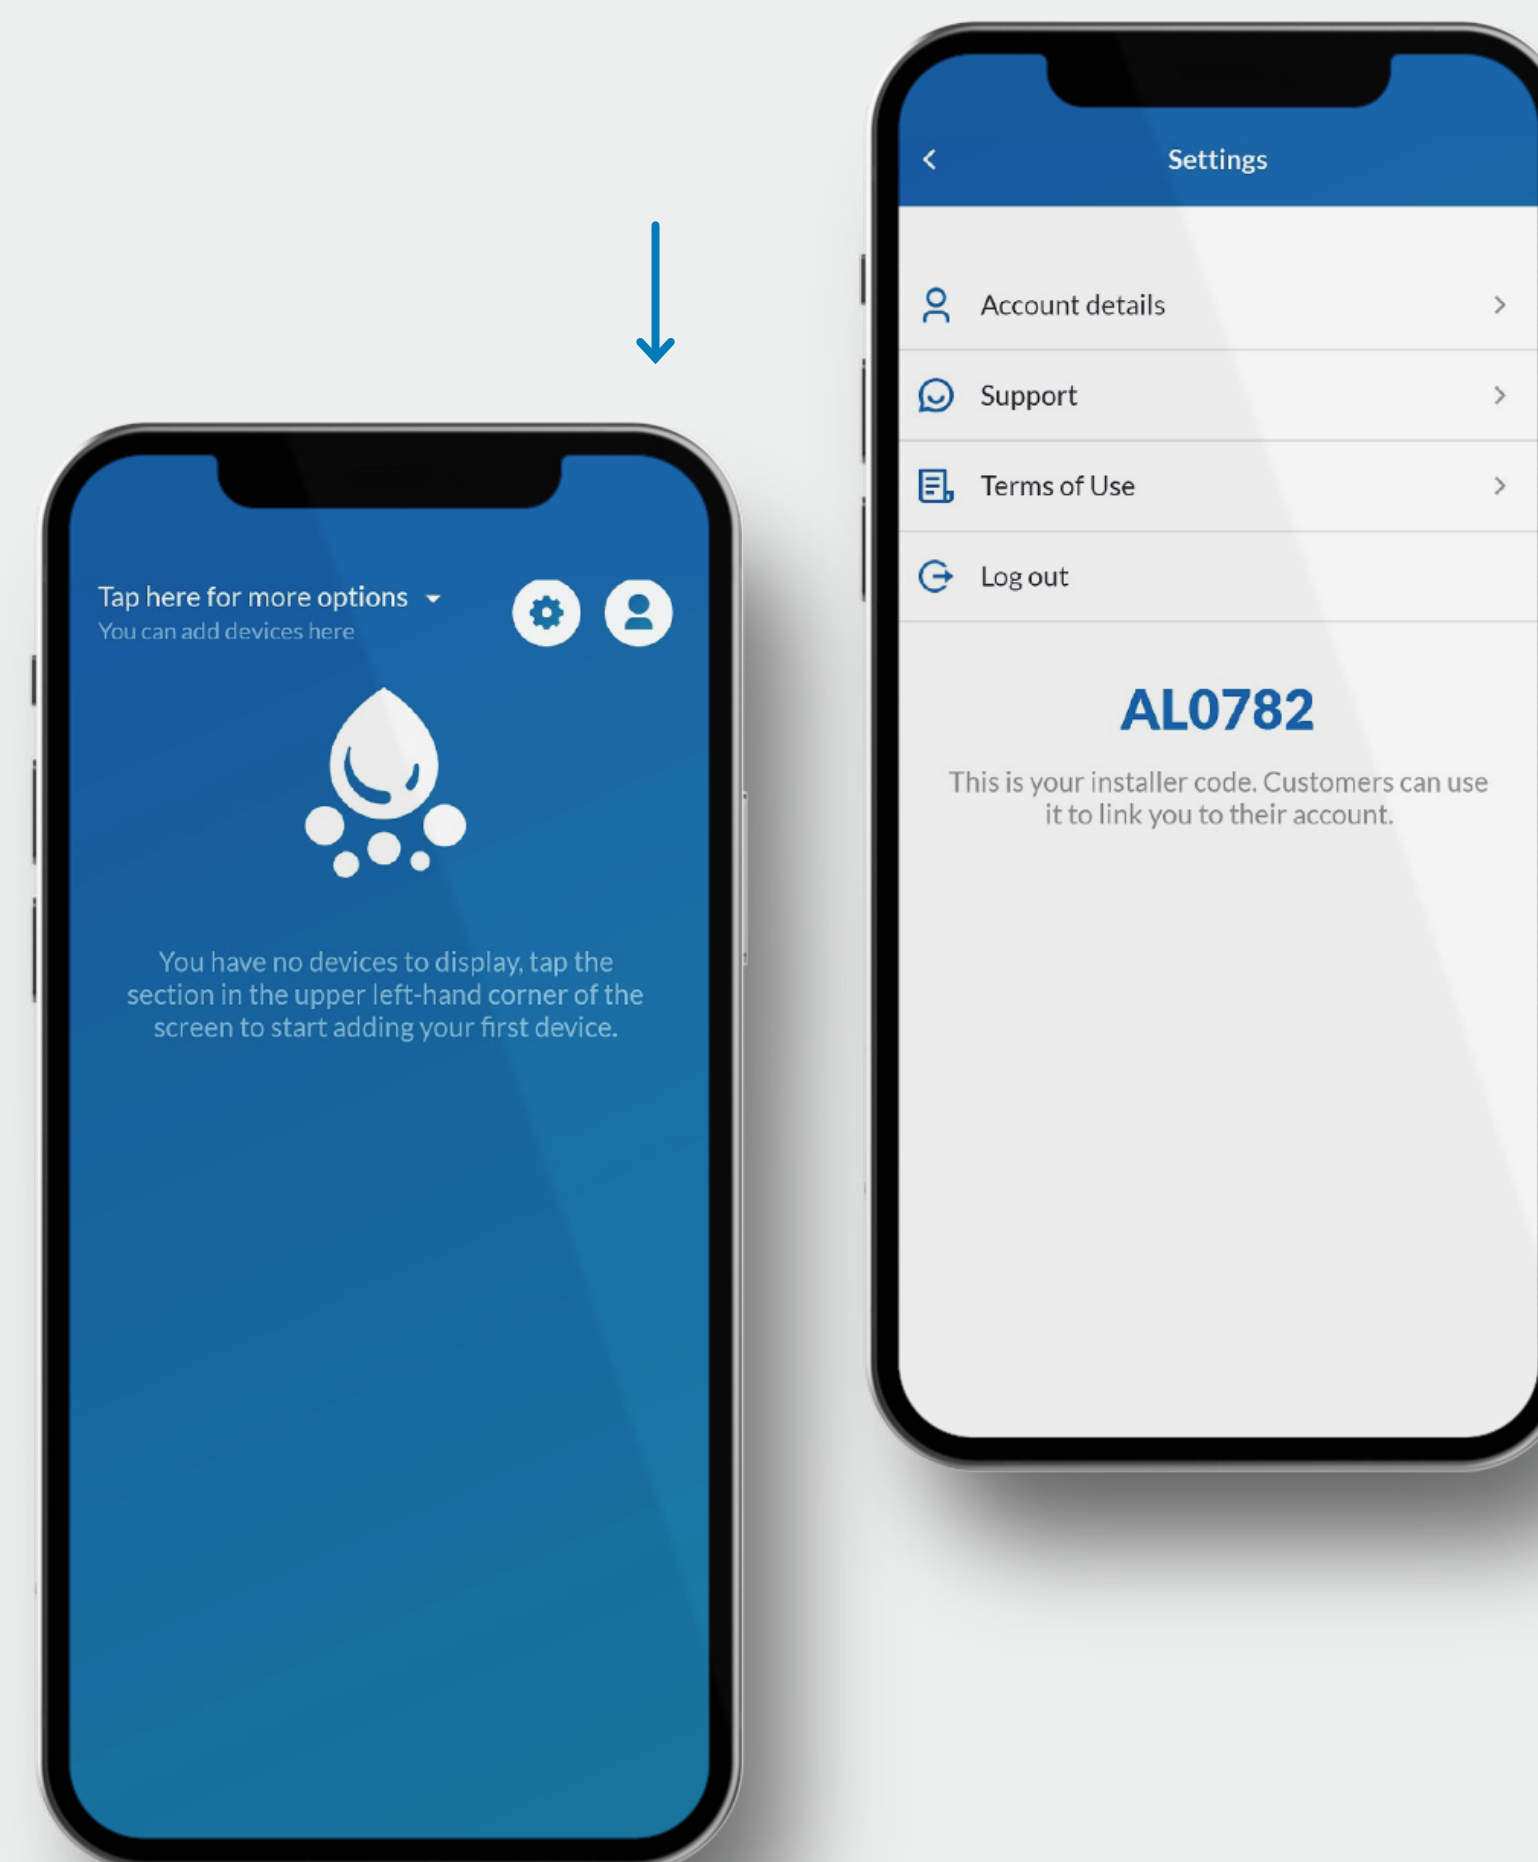 Settings
Account details
Support
Terms of Use
Log out
AL0782
This is your installer code. Customers can use
it to link you to their account.
Tap here for more options
You can add devices here
You have no devices to display, tap the
section in the upper left-hand corner of the
screen to start adding your first device.